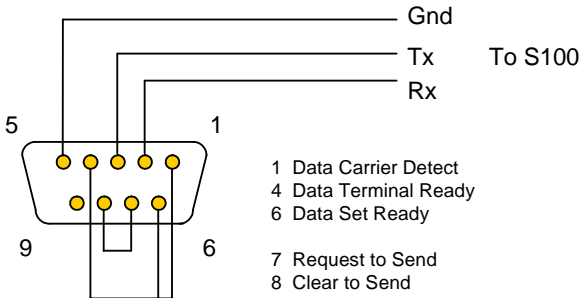 Gnd
Tx To S100
Rx
5 1
1 Data Carrier Detect
4 Data Terminal Ready
6 Data Set Ready
9 6
7 Request to Send
8 Clear to Send